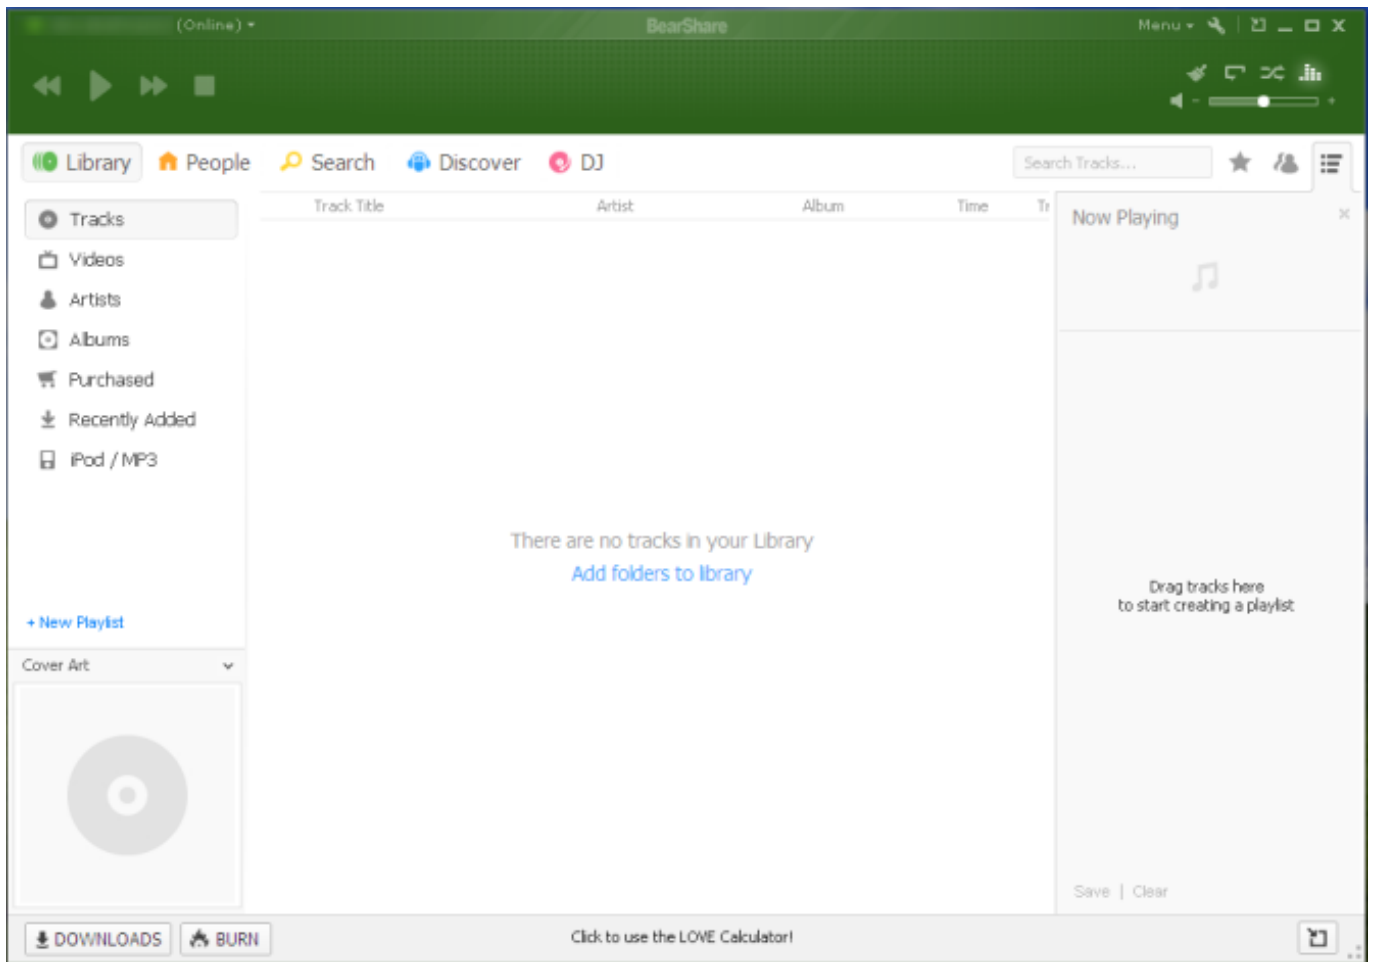 (Online)
BearShare
Menu
Library
People
Search
Discover
DJ
Search Tracks...
Tracks
Videos
Artists
Albums
Purchased
Recently Added
iPod / MP3
+ New Playlist
Cover Art
Track Title Artist Album Time Tr
There are no tracks in your Library
Add folders to library
Now Playing
Drag tracks here
to start creating a playlist
Save | Clear
DOWNLOADS
BURN
Click to use the LOVE Calculator!